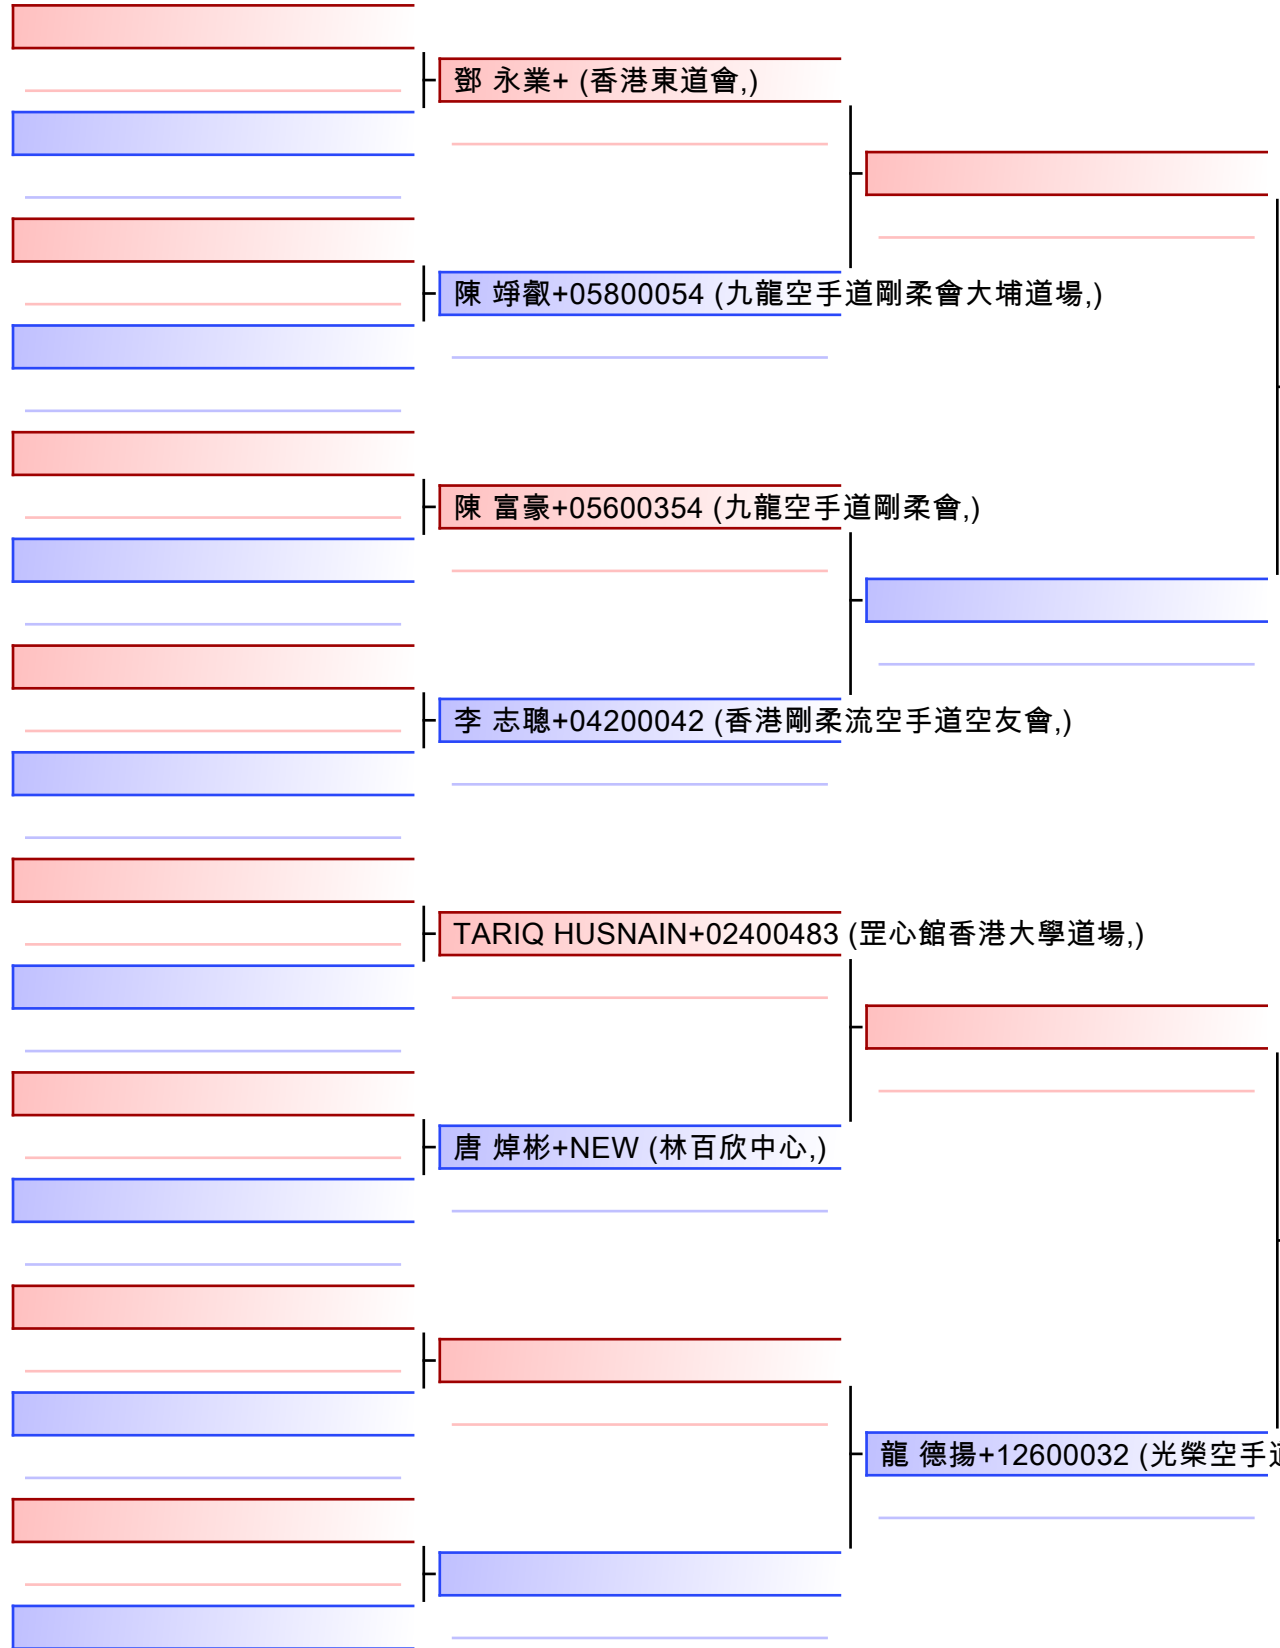 鄧 永業+ (香港東道會,)
陳 竫叡+05800054 (九龍空手道剛柔會大埔道場,)
陳 富豪+05600354 (九龍空手道剛柔會,)
李 志聰+04200042 (香港剛柔流空手道空友會,)
TARIQ HUSNAIN+02400483 (罡心館香港大學道場,)
唐 焯彬+NEW (林百欣中心,)
龍 德揚+12600032 (光榮空手